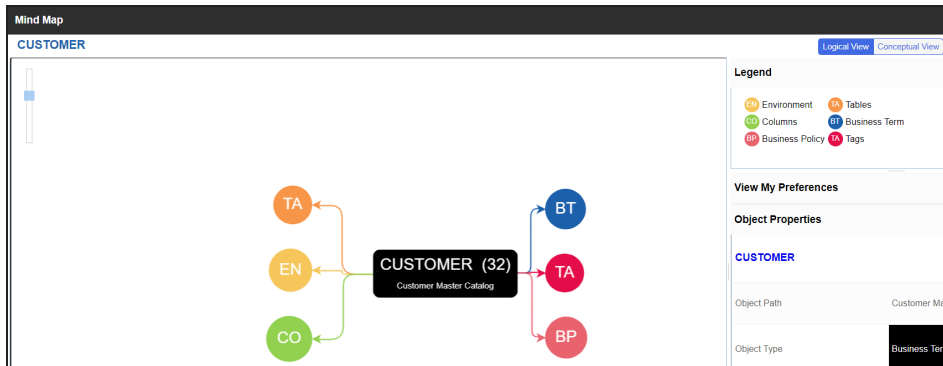 Mind Map
CUSTOMER
Logical View Conceptual View
Legend
EN Environment TA Tables
CO Columns BT Business Term
BP Business Policy TA Tags
View My Preferences
Object Properties
CUSTOMER
Object Path Customer Ma
Object Type Business Ter
TA
BT
EN
CUSTOMER (32)
Customer Master Catalog
TA
CO
BP